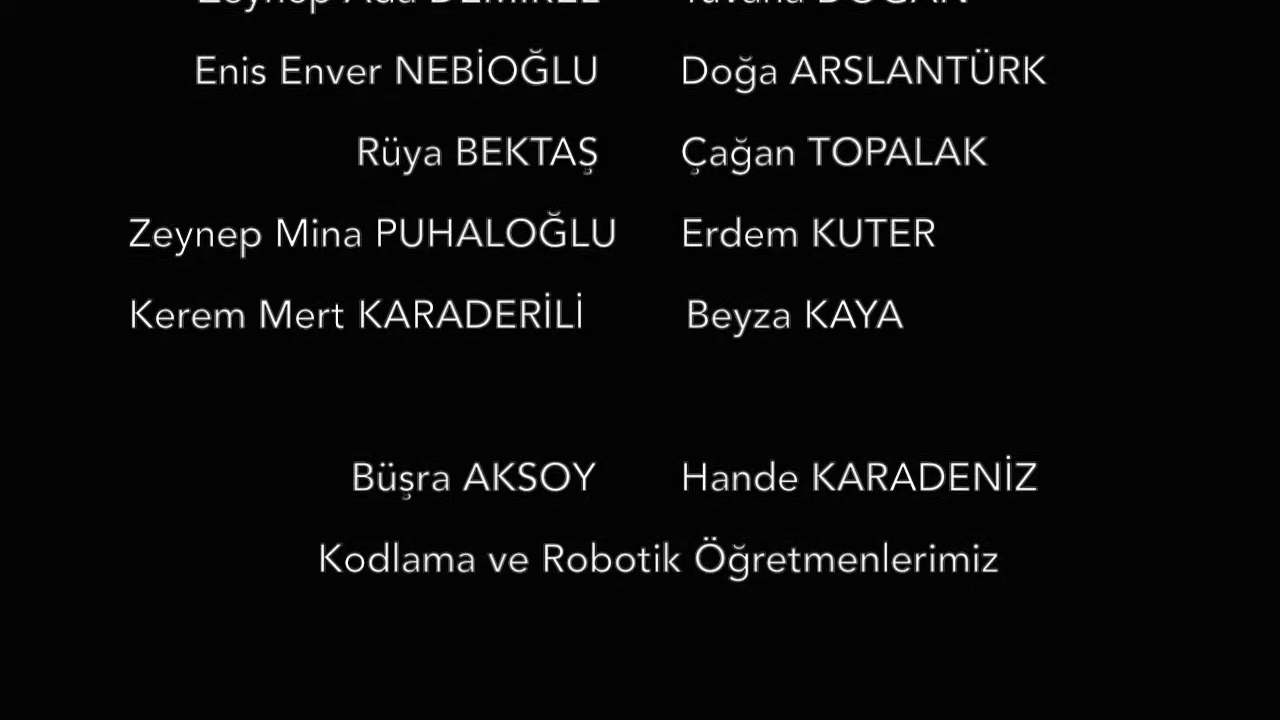 Enis Enver NEBİOĞLU Doğa ARSLANTÜRK
Rüya BEKTAŞ Çağan TOPALAK
Zeynep Mina PUHALOĞLU Erdem KUTER
Kerem Mert KARADERİLİ Beyza KAYA
Büşra AKSOY Hande KARADENİZ
Kodlama ve Robotik Öğretmenlerimiz